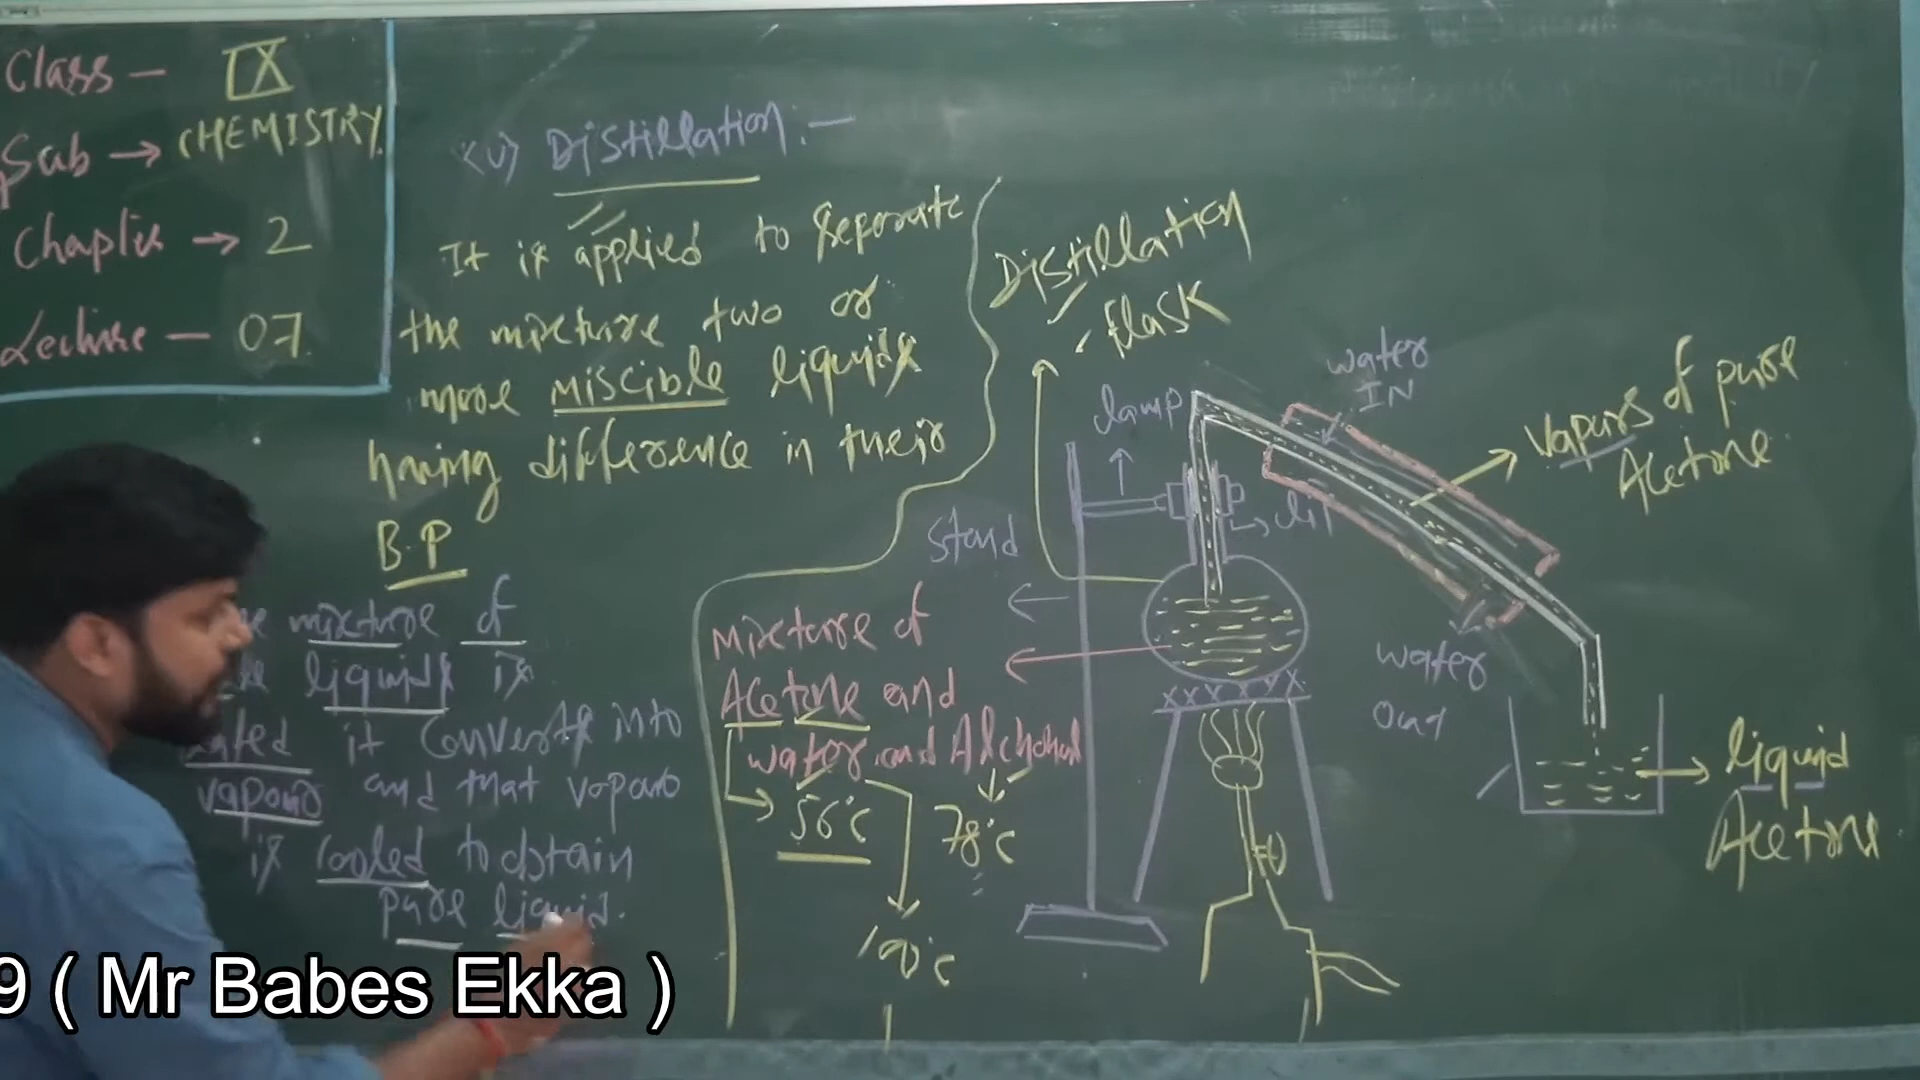 Class - IX
Sub → CHEMISTRY
Chapter → 2
Lecture - 07
(v) Distillation:-
It is applied to separate
the mixture two or
more miscible liquids
having difference in their
B.P
mixture of
liquids is
it converts into
vapour and that vapour
is cooled to obtain
pure liquid.
Distillation
flask
clamp
stand
water
IN
Vapours of pure
Acetone
Mixture of
Acetone and
water and Alchohol
56°C
78°C
100°C
water
Out
liquid
Acetone
9 ( Mr Babes Ekka )